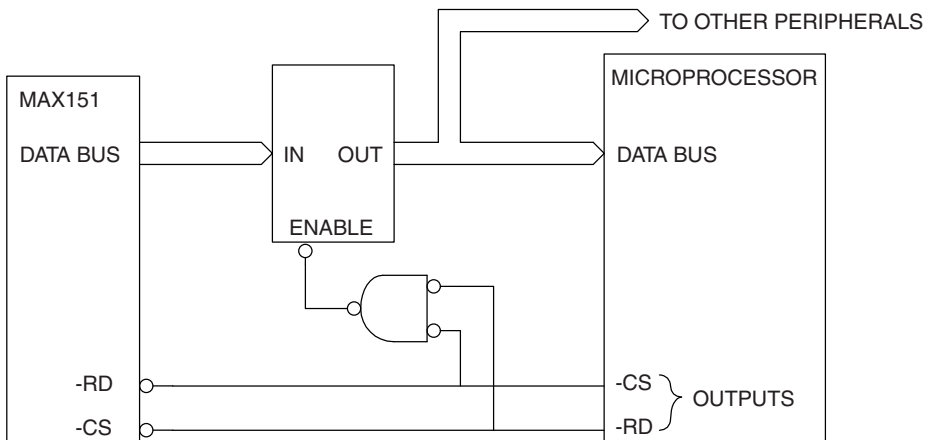 TO OTHER PERIPHERALS
MICROPROCESSOR
MAX151
DATA BUS
IN
OUT
DATA BUS
ENABLE
-RD
-CS
OUTPUTS
-CS
-RD